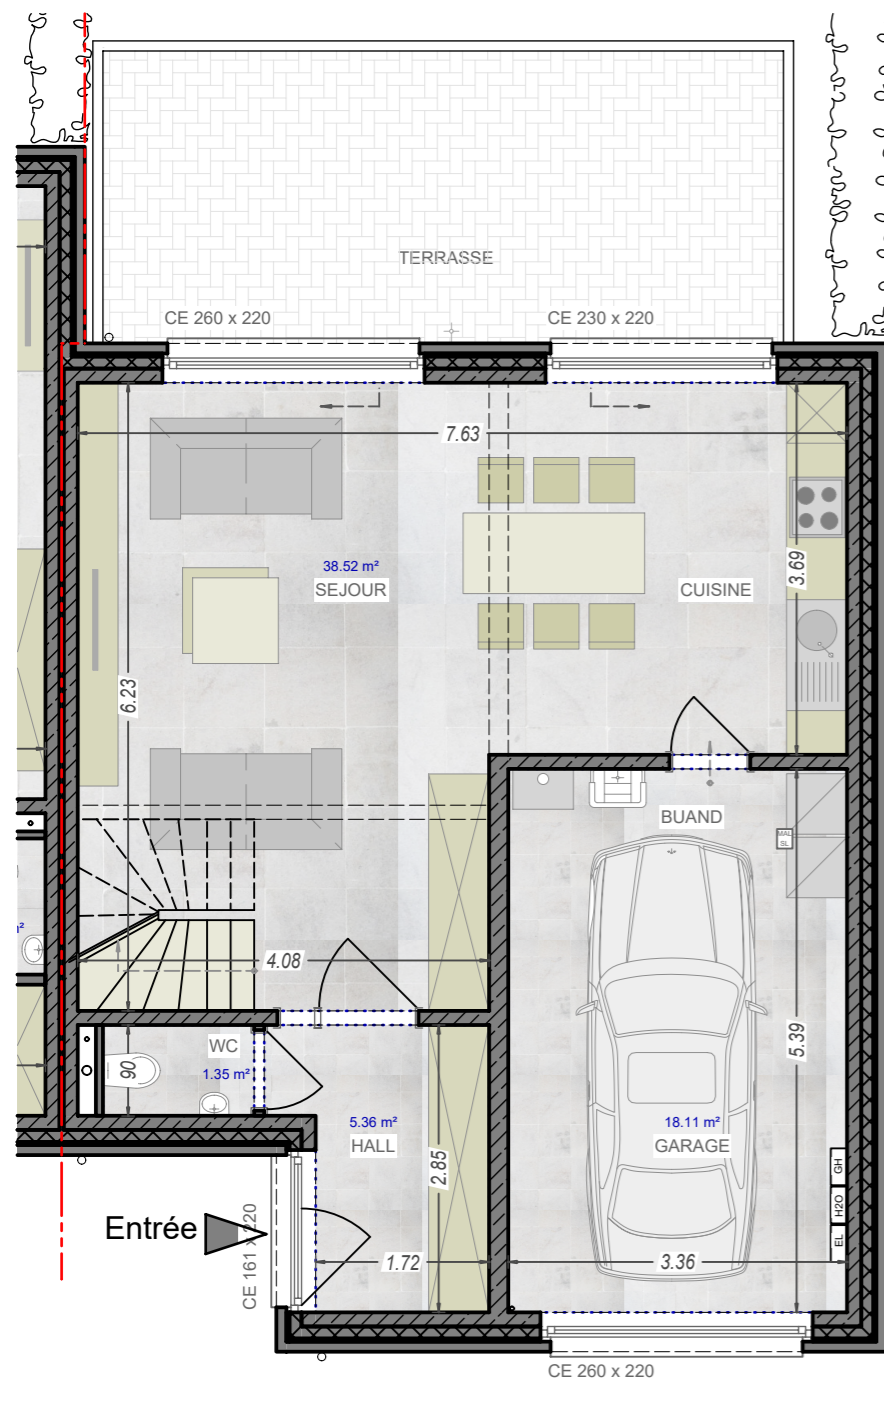 TERRASSE
CE 260 x 220
CE 230 x 220
7.63
38.52 m²
SEJOUR
CUISINE
3.69
6.23
BUAND
MAL
SL
m²
4.08
WC
1.35 m²
90
5.36 m²
HALL
2.85
5.39
18.11 m²
GARAGE
GH
H2O
EL
Entrée
CE 161 x 220
1.72
3.36
CE 260 x 220